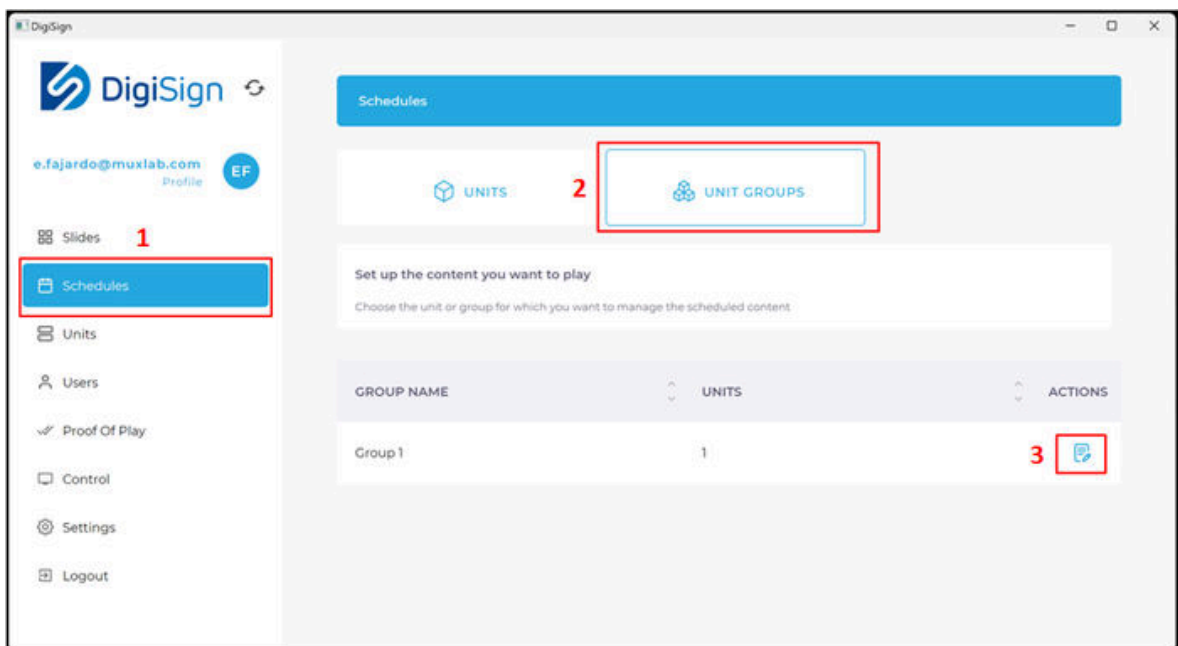 DigiSign
DigiSign
e.fajardo@muxlab.com
Profile
EF
Slides
1
Schedules
Units
Users
Proof Of Play
Control
Settings
Logout
Schedules
UNITS
2
UNIT GROUPS
Set up the content you want to play
Choose the unit or group for which you want to manage the scheduled content
GROUP NAME UNITS ACTIONS
Group 1 1 3